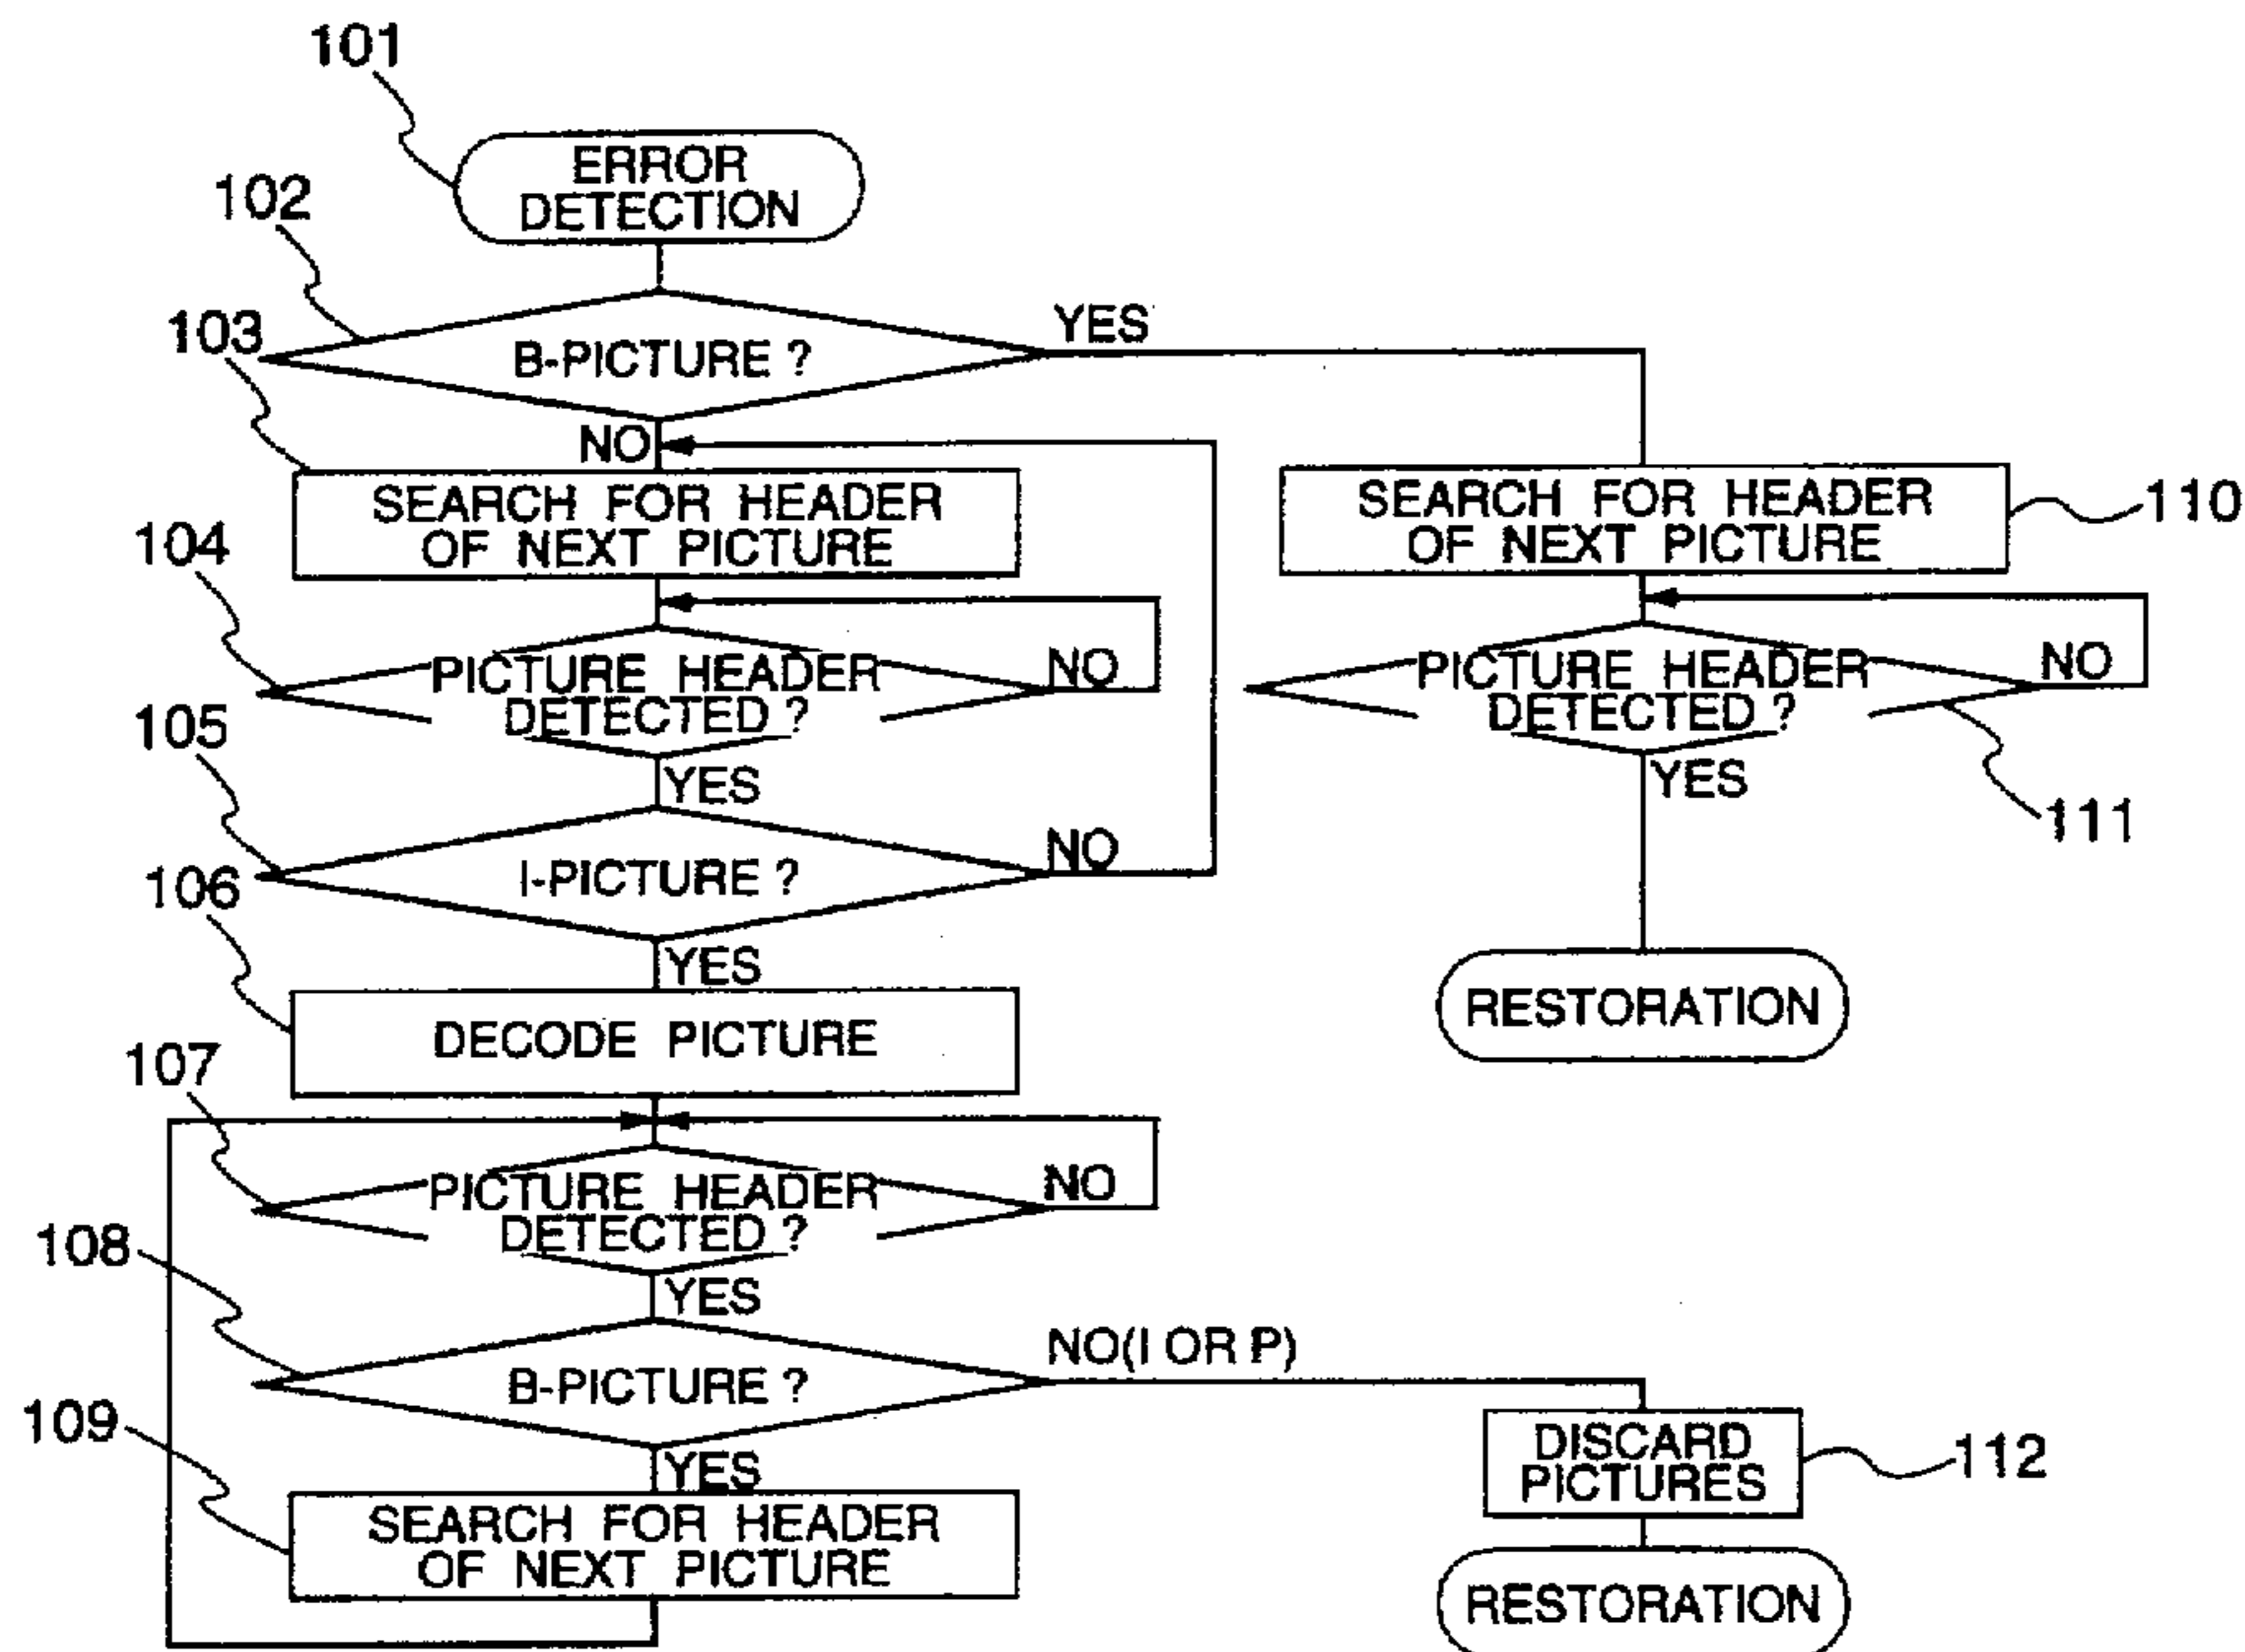 101
ERROR
DETECTION
102
B-PICTURE ?
YES
103
NO
SEARCH FOR HEADER
OF NEXT PICTURE
SEARCH FOR HEADER
OF NEXT PICTURE
110
104
PICTURE HEADER
DETECTED ?
NO
PICTURE HEADER
DETECTED ?
NO
105
YES
YES
111
I-PICTURE ?
NO
106
YES
DECODE PICTURE
RESTORATION
107
PICTURE HEADER
DETECTED ?
NO
108
YES
B-PICTURE ?
NO(I OR P)
109
YES
DISCARD
PICTURES
112
SEARCH FOR HEADER
OF NEXT PICTURE
RESTORATION